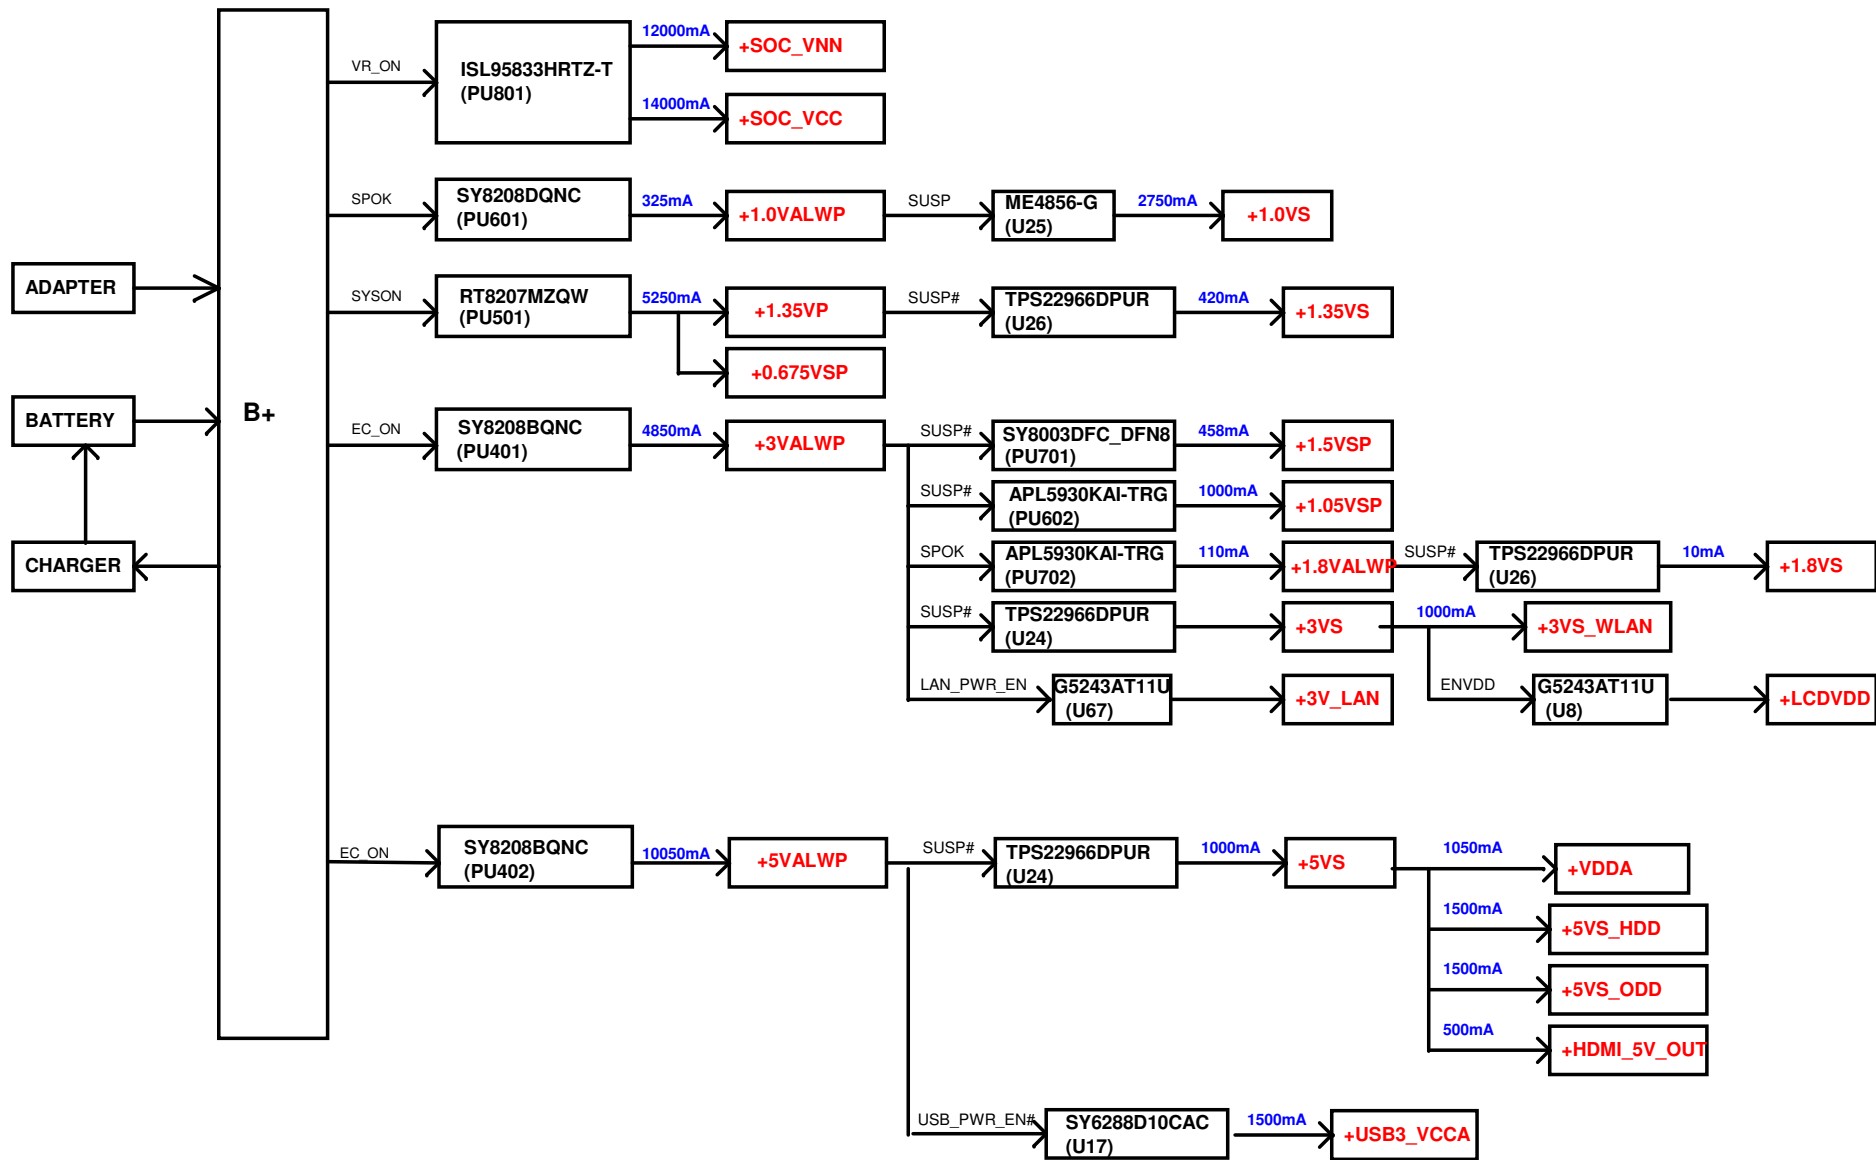 ADAPTER
BATTERY
CHARGER
B+
VR_ON
ISL95833HRTZ-T
(PU801)
12000mA
+SOC_VNN
14000mA
+SOC_VCC
SPOK
SY8208DQNC
(PU601)
325mA
+1.0VALWP
SUSP
ME4856-G
(U25)
2750mA
+1.0VS
SYSON
RT8207MZQW
(PU501)
5250mA
+1.35VP
SUSP#
TPS22966DPUR
(U26)
420mA
+1.35VS
+0.675VSP
EC_ON
SY8208BQNC
(PU401)
4850mA
+3VALWP
SUSP#
SY8003DFC_DFN8
(PU701)
458mA
+1.5VSP
SUSP#
APL5930KAI-TRG
(PU602)
1000mA
+1.05VSP
SPOK
APL5930KAI-TRG
(PU702)
110mA
+1.8VALWP
SUSP#
TPS22966DPUR
(U26)
10mA
+1.8VS
SUSP#
TPS22966DPUR
(U24)
+3VS
1000mA
+3VS_WLAN
LAN_PWR_EN
G5243AT11U
(U67)
+3V_LAN
ENVDD
G5243AT11U
(U8)
+LCDVDD
EC_ON
SY8208BQNC
(PU402)
10050mA
+5VALWP
SUSP#
TPS22966DPUR
(U24)
1000mA
+5VS
1050mA
+VDDA
1500mA
+5VS_HDD
1500mA
+5VS_ODD
500mA
+HDMI_5V_OUT
USB_PWR_EN#
SY6288D10CAC
(U17)
1500mA
+USB3_VCCA